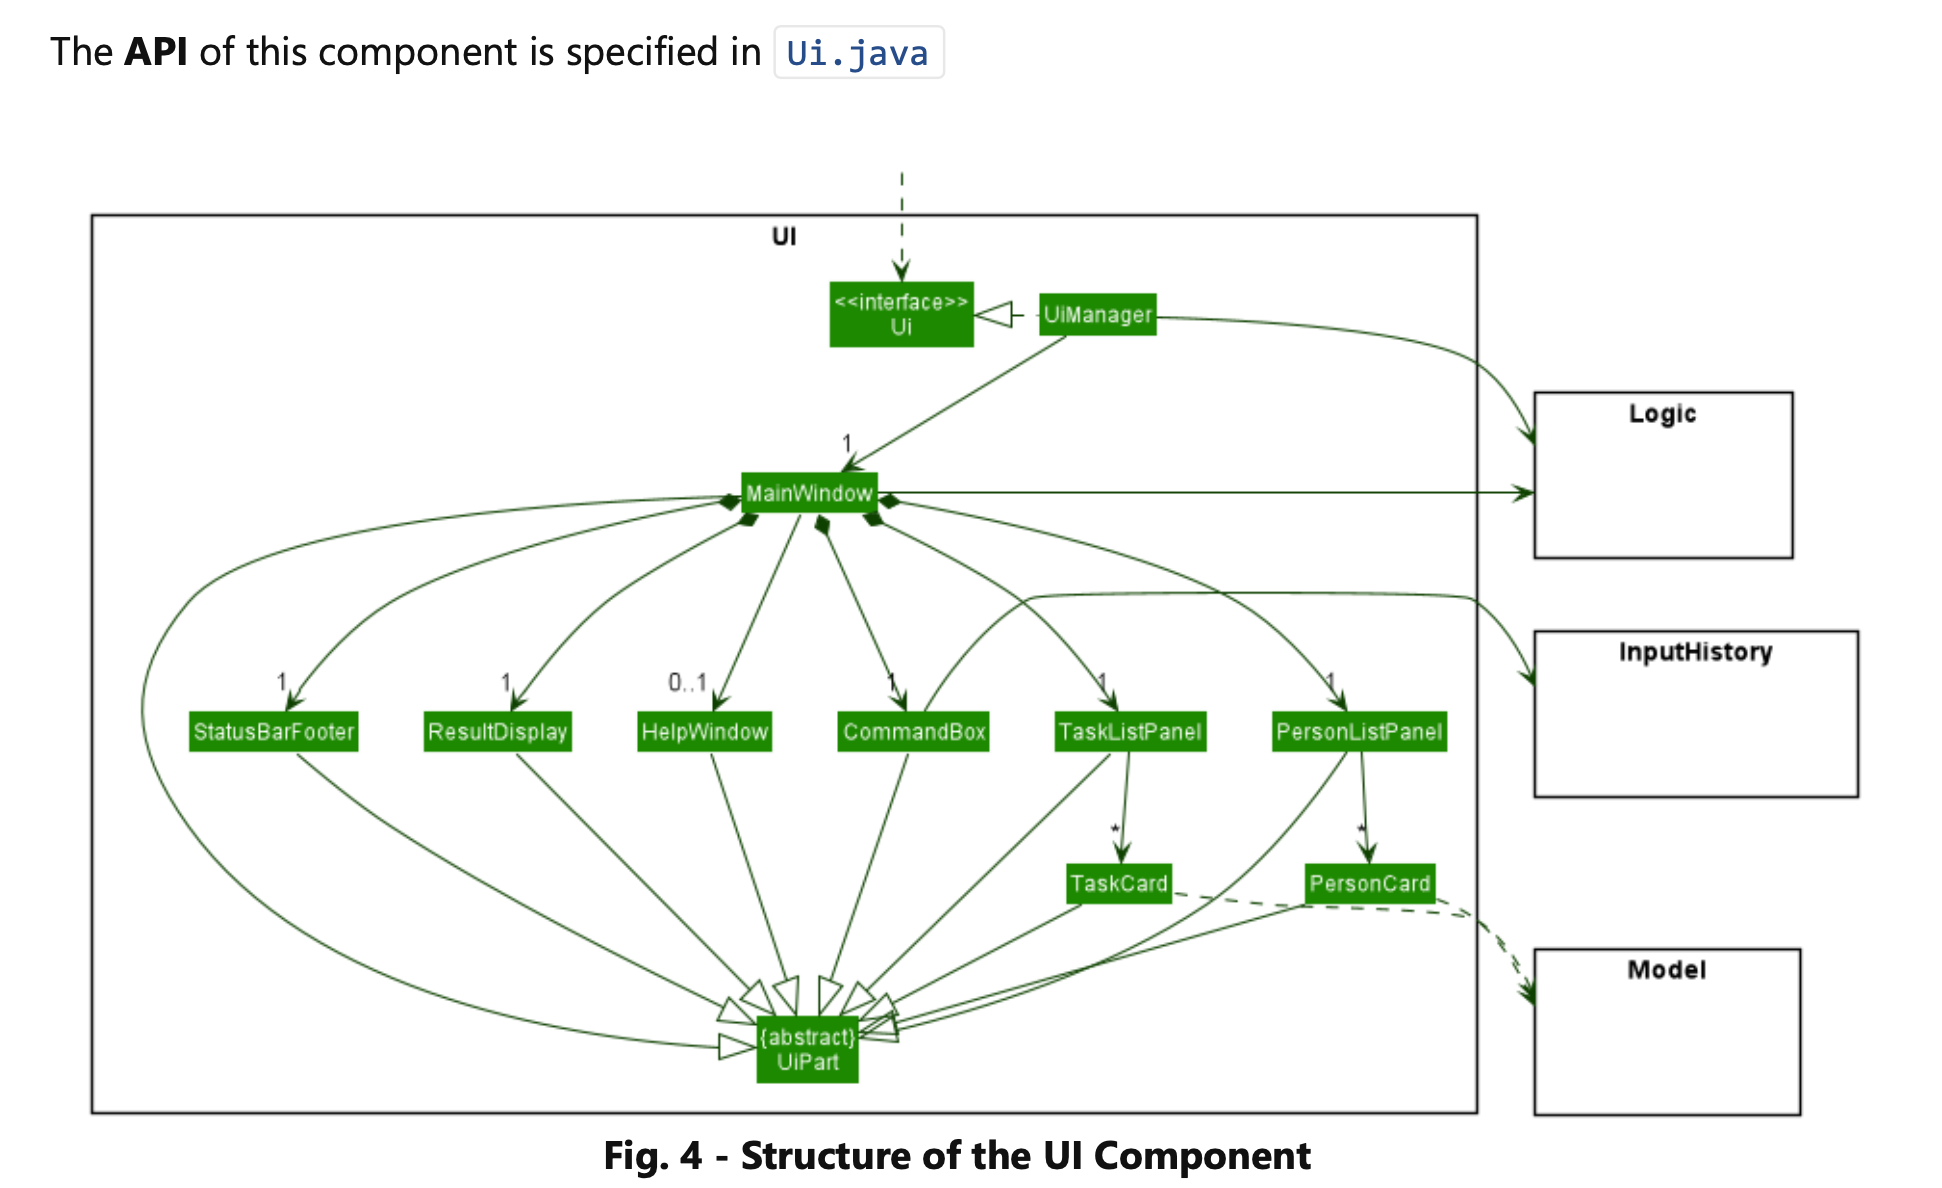 The API of this component is specified in Ui.java
UI
<<interface>>
Ui
UiManager
Logic
1
MainWindow
InputHistory
1
1
0..1
1
1
1
StatusBarFooter
ResultDisplay
HelpWindow
CommandBox
TaskListPanel
PersonListPanel
*
*
TaskCard
PersonCard
Model
{abstract}
UiPart
Fig. 4 - Structure of the UI Component